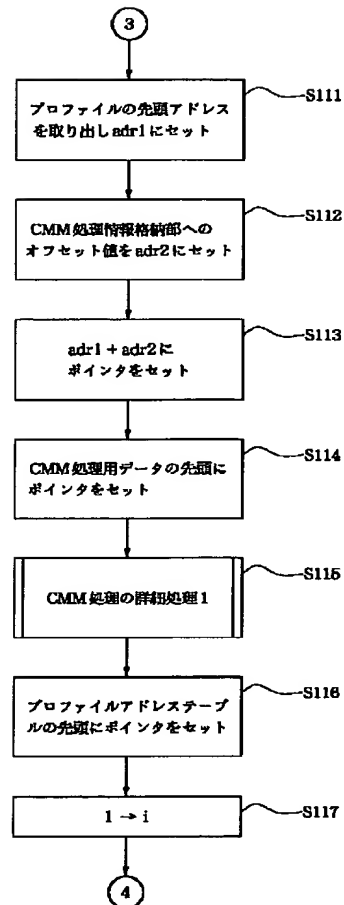 3
プロファイルの先頭アドレス
を取り出しadr1にセット
S111
CMM処理情報格納部への
オフセット値をadr2にセット
S112
adr1 + adr2に
ポインタをセット
S113
CMM処理用データの先頭に
ポインタをセット
S114
CMM処理の詳細処理1
S115
プロファイルアドレステーブ
ルの先頭にポインタをセット
S116
1 → i
S117
4